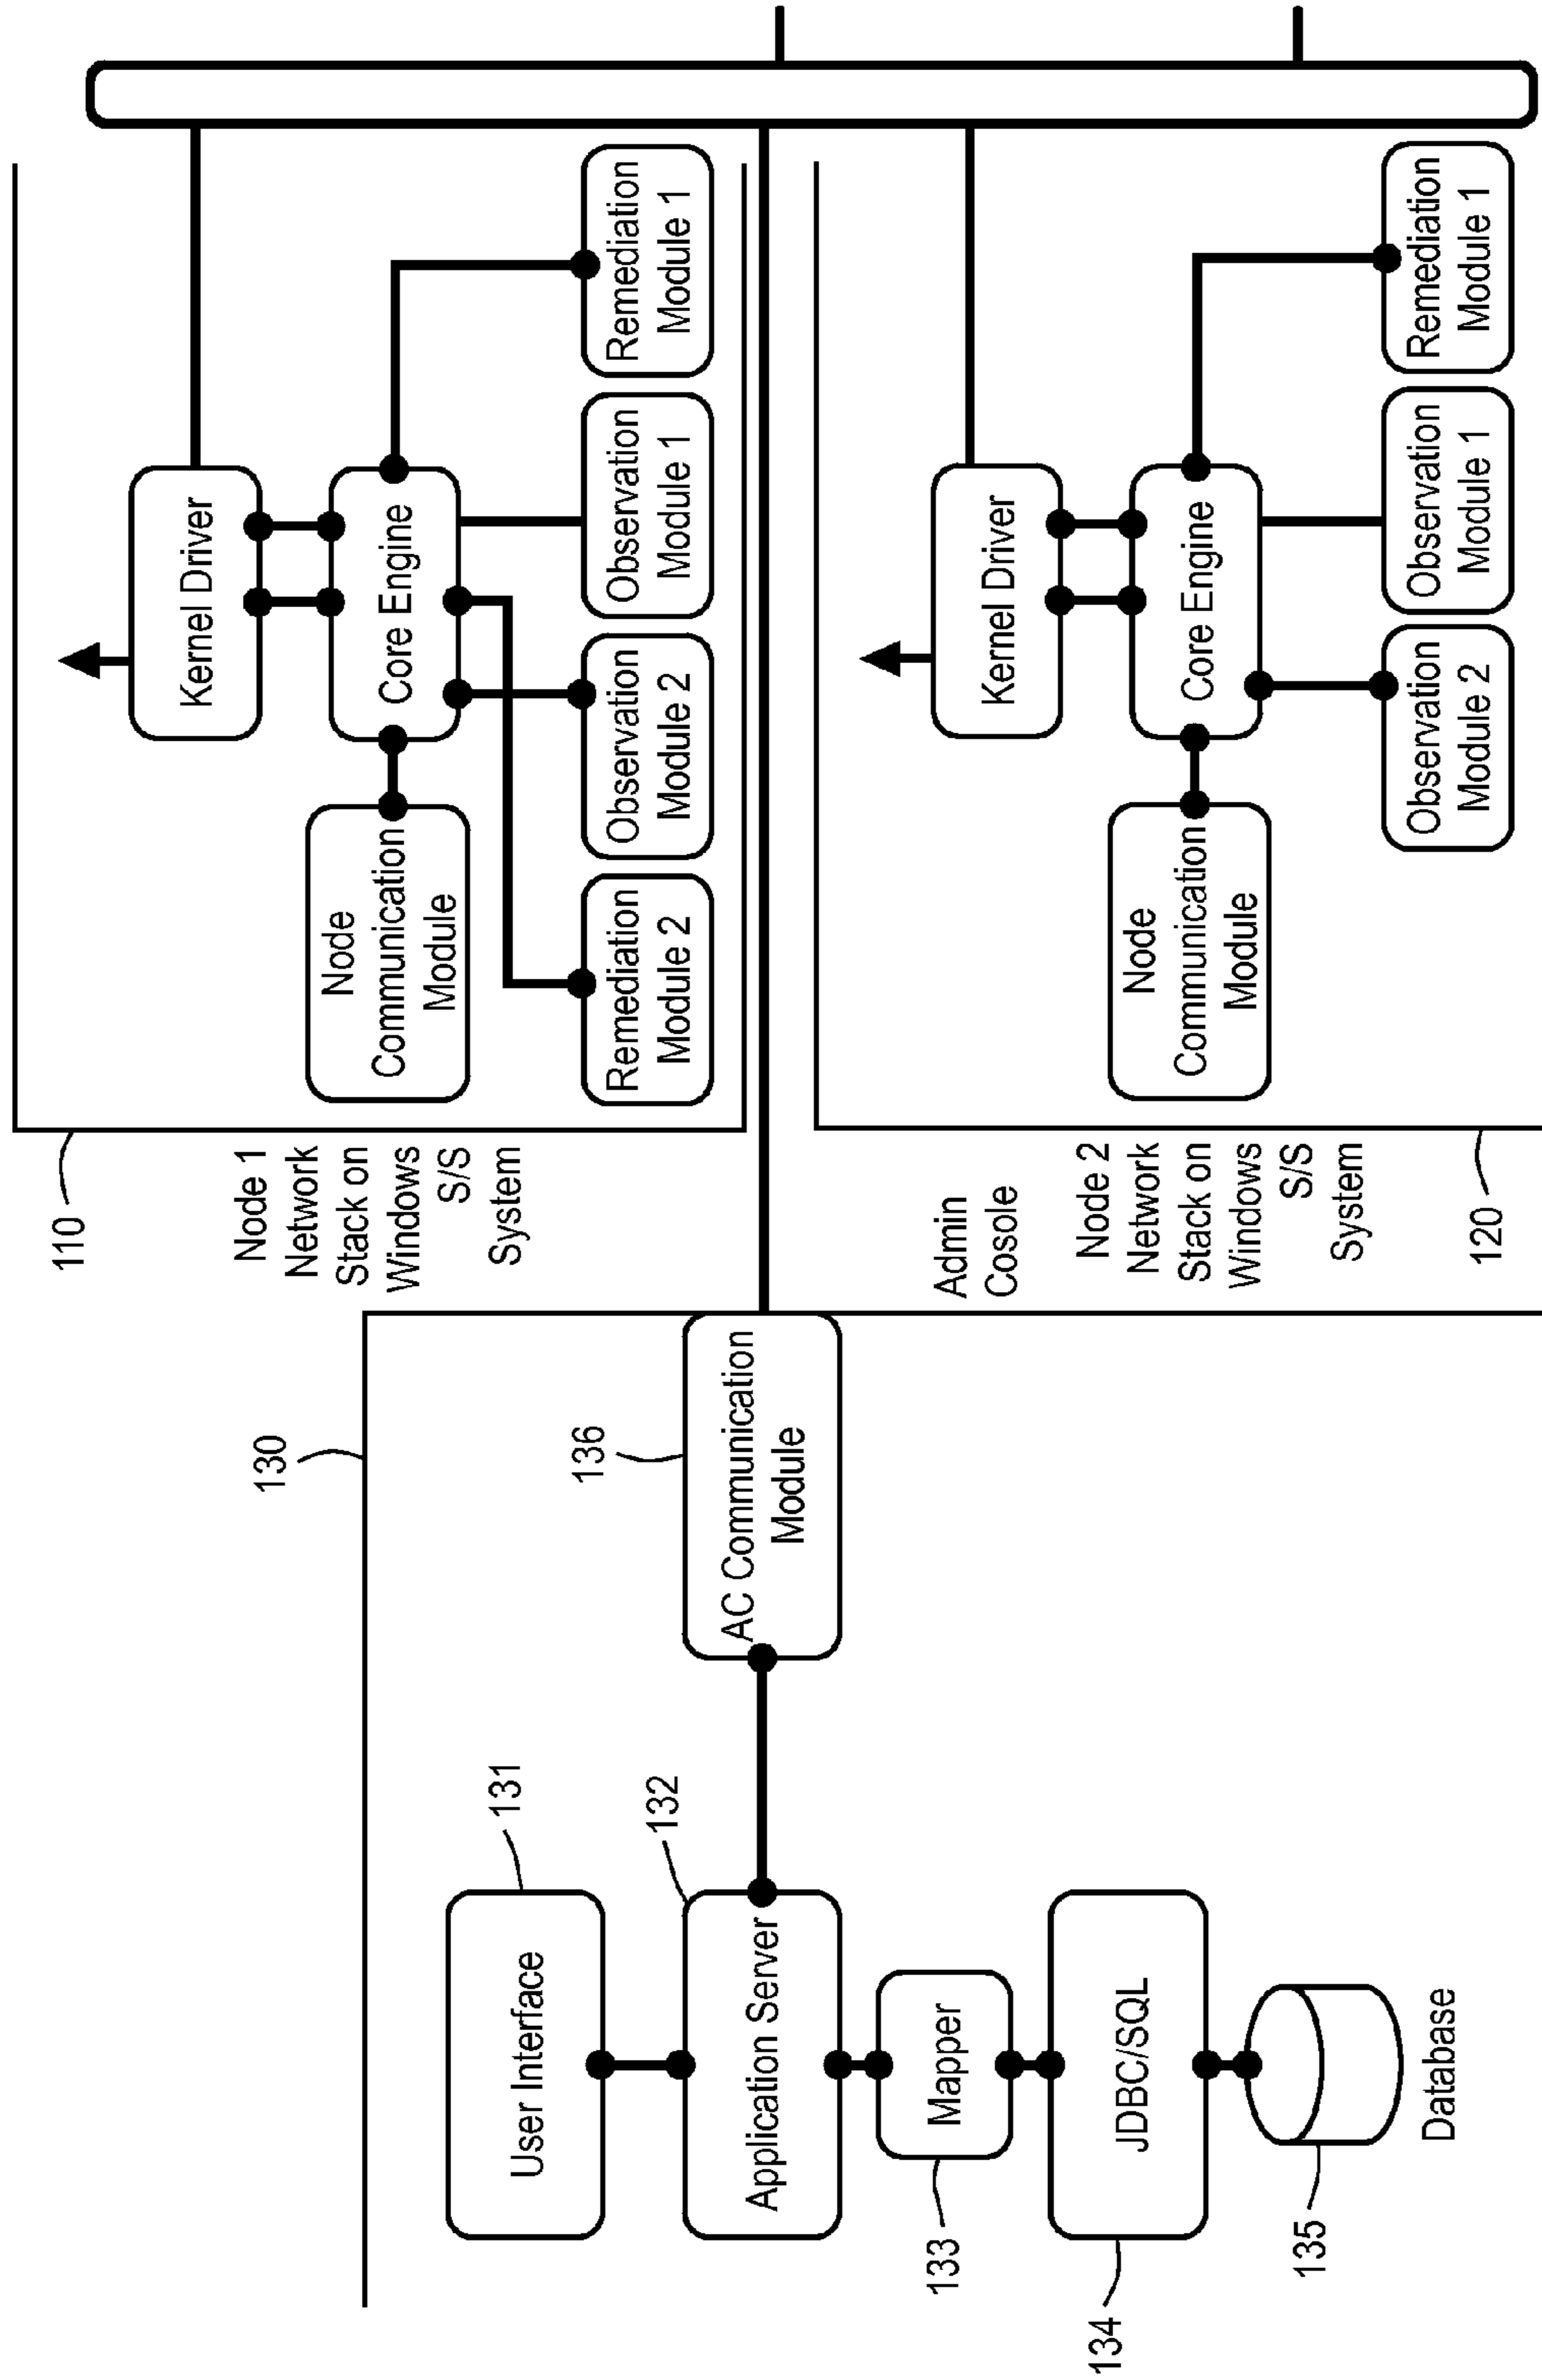 130
User Interface
131
Application Server
132
Mapper
133
JDBC/SQL
134
135
Database
AC Communication
Module
136
Admin
Cosole
110
Node 1
Network
Stack on
Windows
S/S
System
Kernel Driver
Core Engine
Node
Communication
Module
Remediation
Module 2
Observation
Module 2
Observation
Module 1
Remediation
Module 1
Node 2
Network
Stack on
Windows
S/S
System
120
Kernel Driver
Core Engine
Node
Communication
Module
Observation
Module 2
Observation
Module 1
Remediation
Module 1